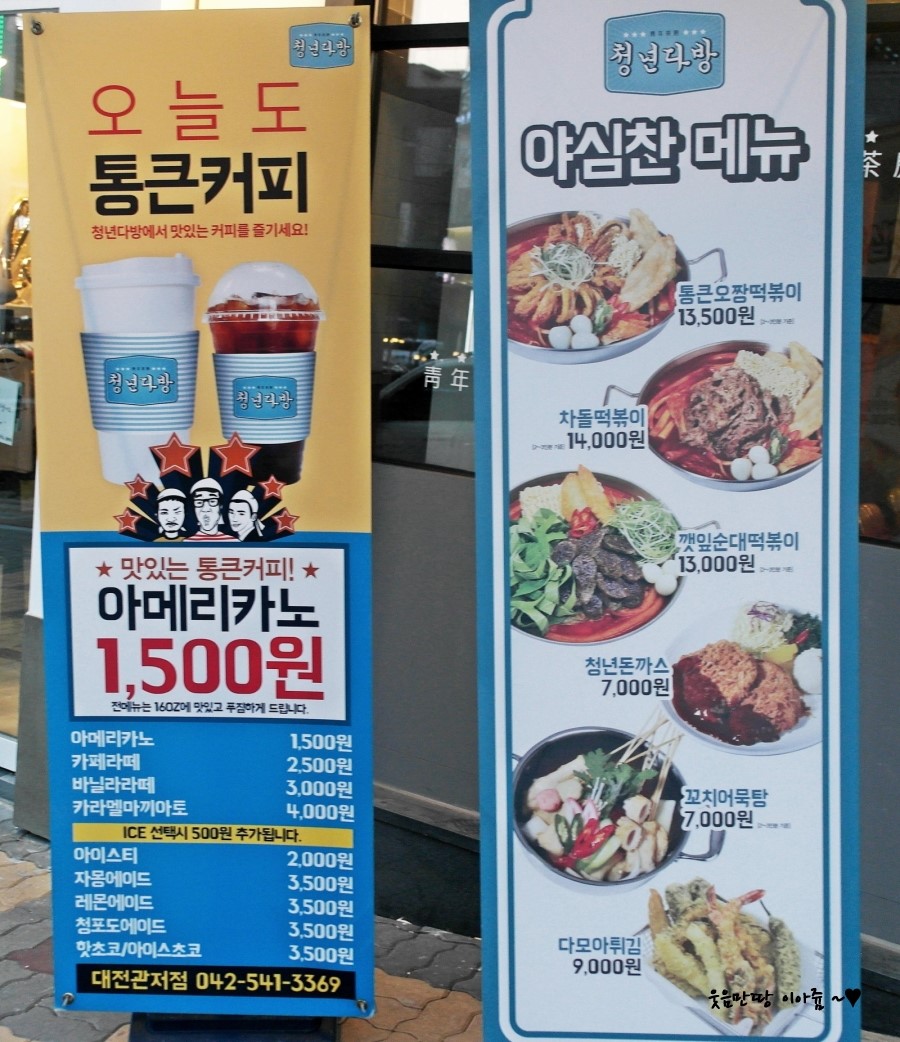 청년다방
오늘도
통큰커피
청년다방에서 맛있는 커피를 즐기세요!
청년다방
청년다방
맛있는 통큰커피!
아메리카노
1,500원
전메뉴는 16OZ에 맛있고 푸짐하게 드립니다.
아메리카노 1,500원
카페라떼 2,500원
바닐라라떼 3,000원
카라멜마끼아토 4,000원
ICE 선택시 500원 추가됩니다.
아이스티 2,000원
자몽에이드 3,500원
레몬에이드 3,500원
청포도에이드 3,500원
핫초코/아이스초코 3,500원
대전관저점 042-541-3369
靑年
청년다방
야심찬 메뉴
통큰오짱떡볶이
13,500원
차돌떡볶이
14,000원
깻잎순대떡볶이
13,000원
청년돈까스
7,000원
꼬치어묵탕
7,000원
다모아튀김
9,000원
茶
웃음만땅 이아쥼 ~♥